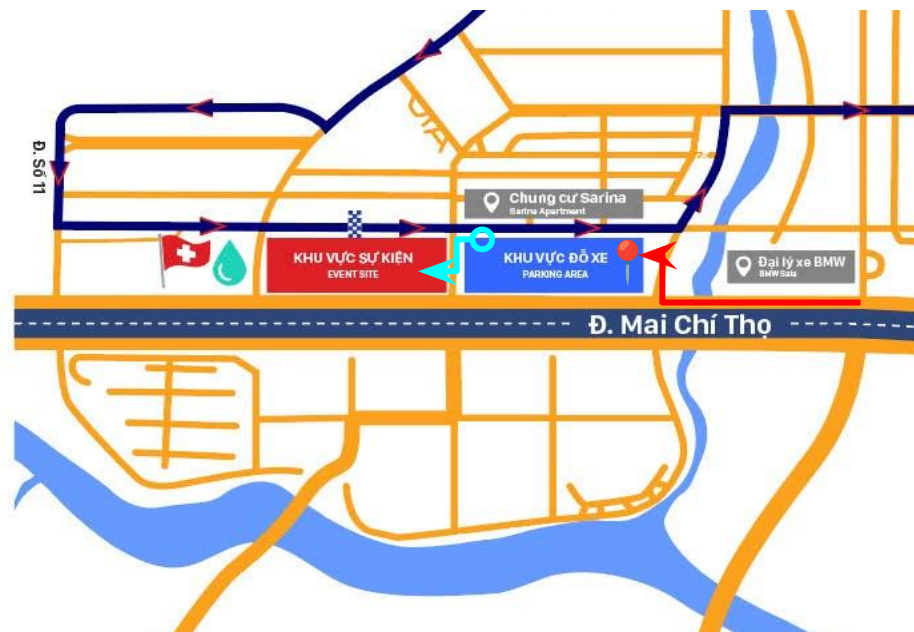 Đ. Số 11
Chung cư Sarina
Sarina Apartment
KHU VỰC SỰ KIỆN
EVENT SITE
KHU VỰC ĐỖ XE
PARKING AREA
Đại lý xe BMW
BMW Sala
Đ. Mai Chí Thọ